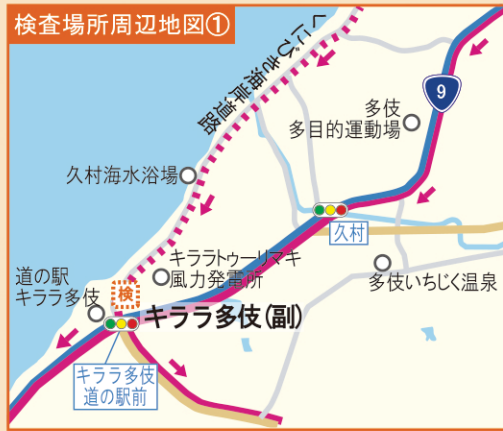 検査場所周辺地図①
くにびき海岸道路
9
多伎
多目的運動場
久村海水浴場
久村
キララトゥーリマキ
風力発電所
多伎いちじく温泉
道の駅
キララ多伎
検
キララ多伎(副)
キララ多伎
道の駅前